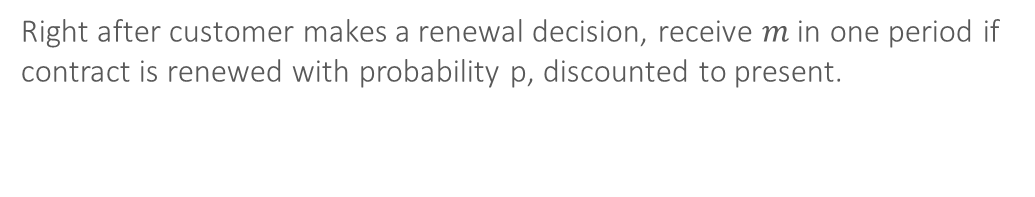 Right after customer makes a renewal decision, receive m in one period if
contract is renewed with probability p, discounted to present.